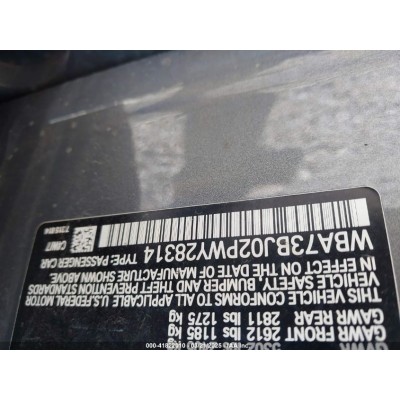 GVWR 5302
GAWR FRONT 2612 lbs 1185 kg
GAWR REAR 2811 lbs 1275 kg
THIS VEHICLE CONFORMS TO ALL APPLICABLE U.S. FEDERAL MOTOR
VEHICLE SAFETY, BUMPER, AND THEFT PREVENTION STANDARDS
IN EFFECT ON THE DATE OF MANUFACTURE SHOWN ABOVE.
WBA73BJ02PWY28314 TYPE: PASSENGER CAR